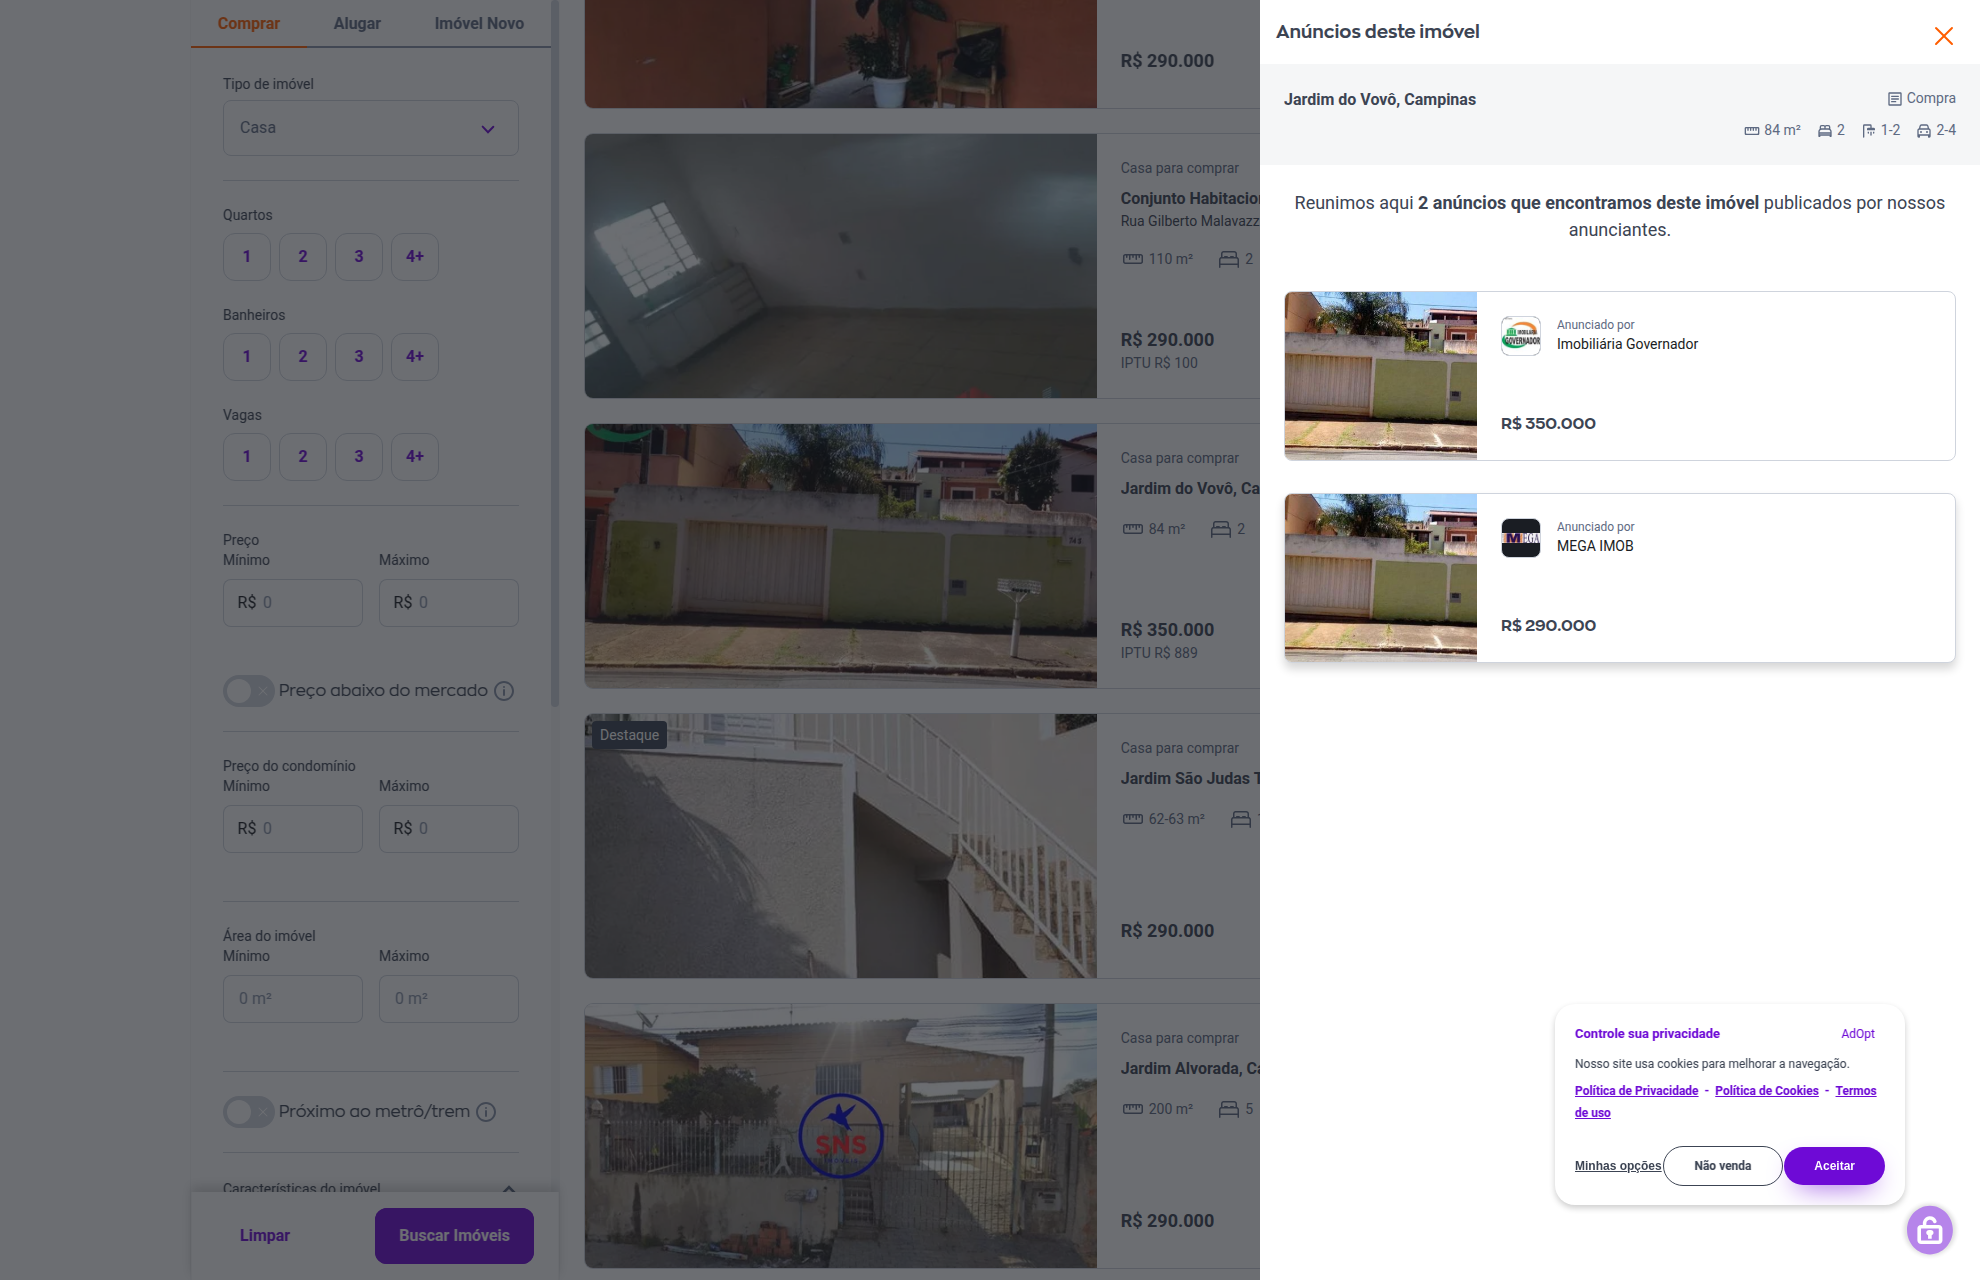 Comprar
Alugar
Imóvel Novo
Tipo de imóvel
Casa
Quartos
1
2
3
4+
Banheiros
1
2
3
4+
Vagas
1
2
3
4+
Preço
Mínimo
Máximo
R$ 0
R$ 0
Preço abaixo do mercado
Preço do condomínio
Mínimo
Máximo
R$ 0
R$ 0
Área do imóvel
Mínimo
Máximo
0 m²
0 m²
Próximo ao metrô/trem
Características do imóvel
Limpar
Buscar Imóveis
R$ 290.000
Casa para comprar
Conjunto Habitacio
Rua Gilberto Malavazz
110 m²
2
R$ 290.000
IPTU R$ 100
Casa para comprar
Jardim do Vovô, Ca
84 m²
2
R$ 350.000
IPTU R$ 889
Destaque
Casa para comprar
Jardim São Judas T
62-63 m²
R$ 290.000
SNS
Casa para comprar
Jardim Alvorada, Ca
200 m²
5
R$ 290.000
Anúncios deste imóvel
Jardim do Vovô, Campinas
Compra
84 m²
2
1-2
2-4
Reunimos aqui 2 anúncios que encontramos deste imóvel publicados por nossos
anunciantes.
GOVERNADOR
Anunciado por
Imobiliária Governador
R$ 350.000
MEGA
Anunciado por
MEGA IMOB
R$ 290.000
Controle sua privacidade
AdOpt
Nosso site usa cookies para melhorar a navegação.
Política de Privacidade - Política de Cookies - Termos
de uso
Minhas opções
Não venda
Aceitar